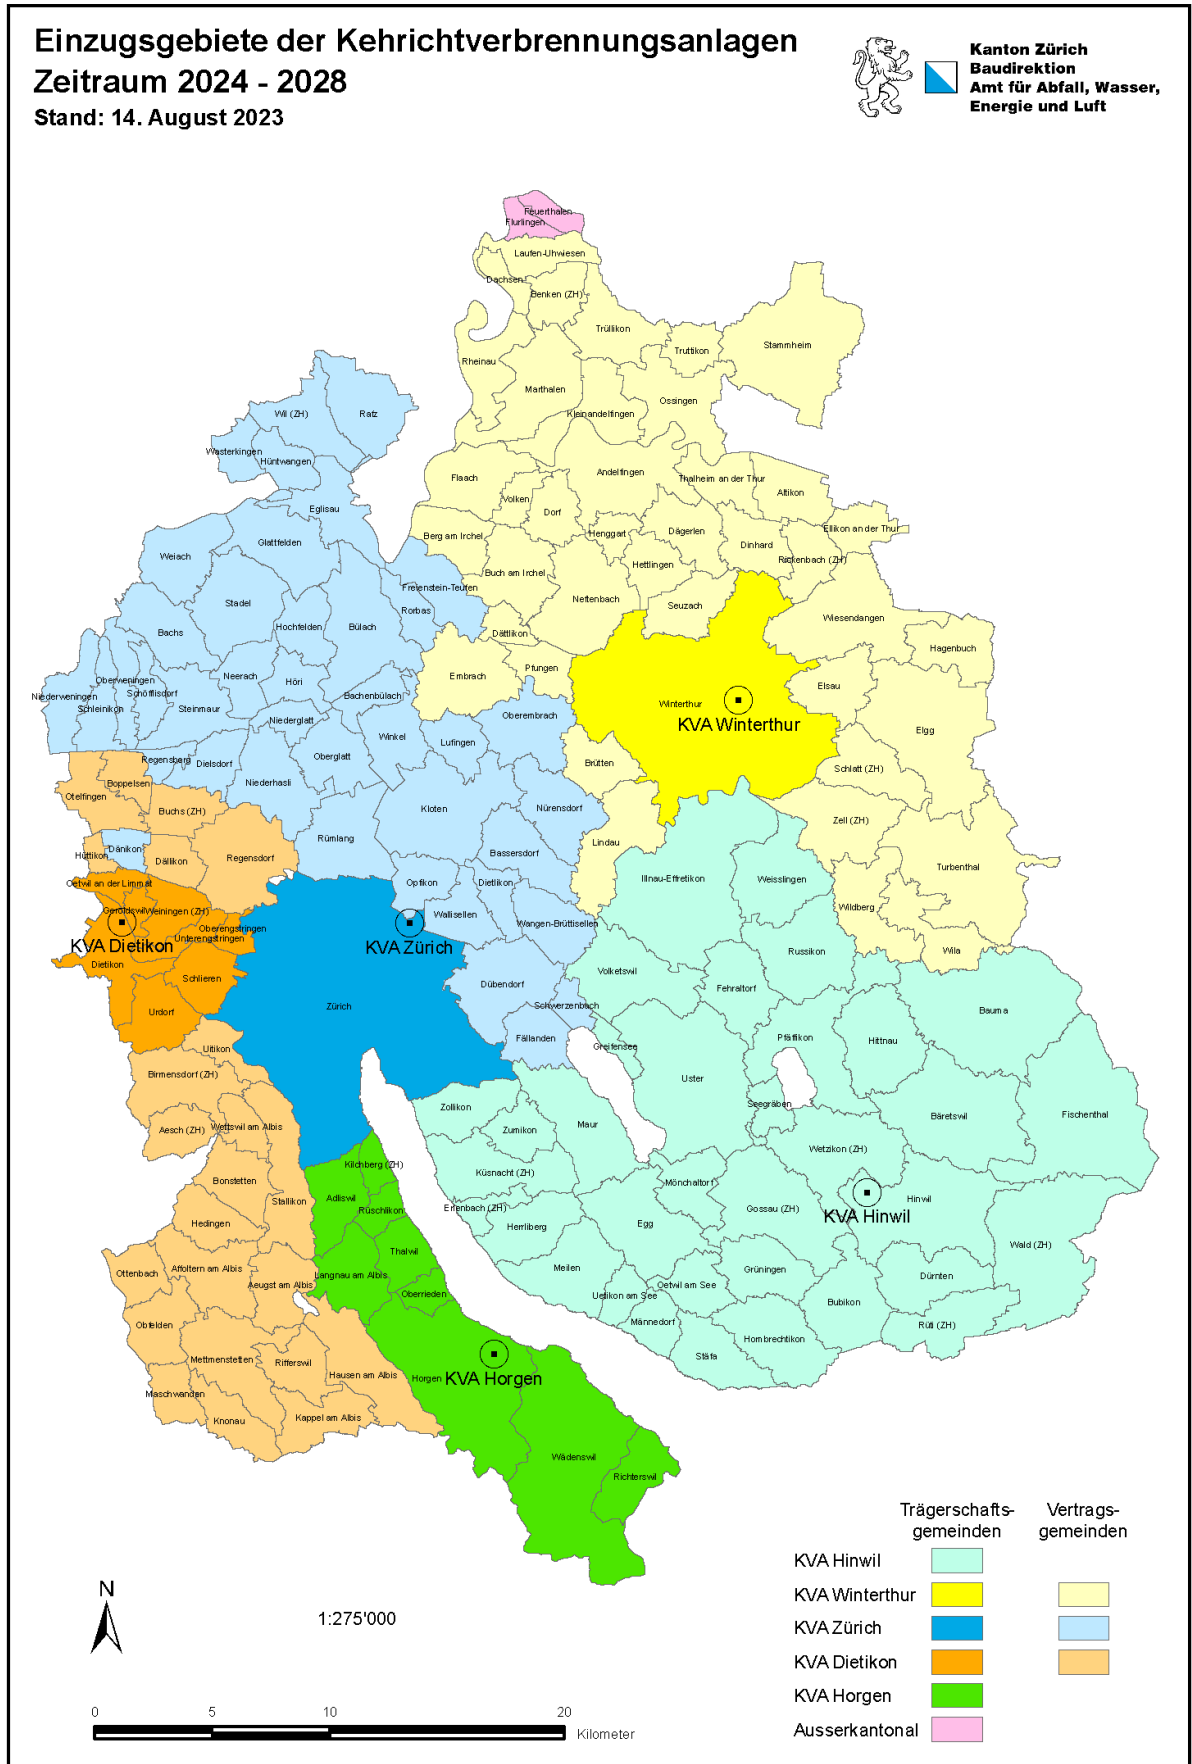 Einzugsgebiete der Kehrichtverbrennungsanlagen
Zeitraum 2024 - 2028
Stand: 14. August 2023
Kanton Zürich
Baudirektion
Amt für Abfall, Wasser,
Energie und Luft
Feuerthalen
Flurlingen
Laufen-Uhwiesen
Dachsen
Benken (ZH)
Trüllikon
Truttikon
Stammheim
Rheinau
Marthalen
Ossingen
Kleinandelfingen
Wil (ZH)
Rafz
Wasterkingen
Hüntwangen
Eglisau
Flaach
Volken
Andelfingen
Thalheim an der Thur
Altikon
Dorf
Ellikon an der Thur
Berg am Irchel
Henggart
Dägerlen
Dinhard
Rickenbach (ZH)
Glattfelden
Weiach
Buch am Irchel
Hettlingen
Freienstein-Teufen
Rorbas
Neftenbach
Seuzach
Stadel
Hochfelden
Bülach
Wiesendangen
Bachs
Dättlikon
Hagenbuch
Pfungen
Embrach
Elsau
Oberweningen
Neerach
Höri
Niederweningen
Schöfflisdorf
Schleinikon
Steinmaur
Bachenbülach
Winterthur
KVA Winterthur
Niederglatt
Oberembrach
Elgg
Winkel
Lufingen
Regensberg
Dielsdorf
Oberglatt
Brütten
Schlatt (ZH)
Boppelsen
Niederhasli
Otelfingen
Buchs (ZH)
Kloten
Nürensdorf
Zell (ZH)
Rümlang
Lindau
Dänikon
Hüttikon
Dällikon
Regensdorf
Bassersdorf
Turbenthal
Oetwil an der Limmat
Opfikon
Dietlikon
Illnau-Effretikon
Weisslingen
Geroldswil
Weiningen (ZH)
Wallisellen
Wildberg
Oberengstringen
Wangen-Brüttisellen
Unterengstringen
KVA Dietikon
KVA Zürich
Russikon
Wila
Dietikon
Schlieren
Volketswil
Dübendorf
Fehraltorf
Zürich
Schwerzenbach
Urdorf
Bauma
Fällanden
Pfäffikon
Hittnau
Greifensee
Uitikon
Birmensdorf (ZH)
Uster
Seegräben
Zollikon
Bäretswil
Fischenthal
Aesch (ZH)
Wettswil am Albis
Zumikon
Maur
Wetzikon (ZH)
Kilchberg (ZH)
Küsnacht (ZH)
Bonstetten
Mönchaltorf
Adliswil
Stallikon
Hinwil
Erlenbach (ZH)
Rüschlikon
Gossau (ZH)
KVA Hinwil
Hedingen
Herrliberg
Egg
Wald (ZH)
Thalwil
Ottenbach
Affoltern am Albis
Langnau am Albis
Meilen
Grüningen
Dürnten
Aeugst am Albis
Oetwil am See
Oberrieden
Uetikon am See
Bubikon
Obfelden
Männedorf
Rüti (ZH)
Hombrechtikon
Mettmenstetten
Rifferswil
Stäfa
Hausen am Albis
Horgen
KVA Horgen
Maschwanden
Knonau
Kappel am Albis
Wädenswil
Richterswil
Trägerschafts-
gemeinden
Vertrags-
gemeinden
KVA Hinwil
KVA Winterthur
KVA Zürich
KVA Dietikon
KVA Horgen
Ausserkantonal
N
1:275'000
0 5 10 20
Kilometer